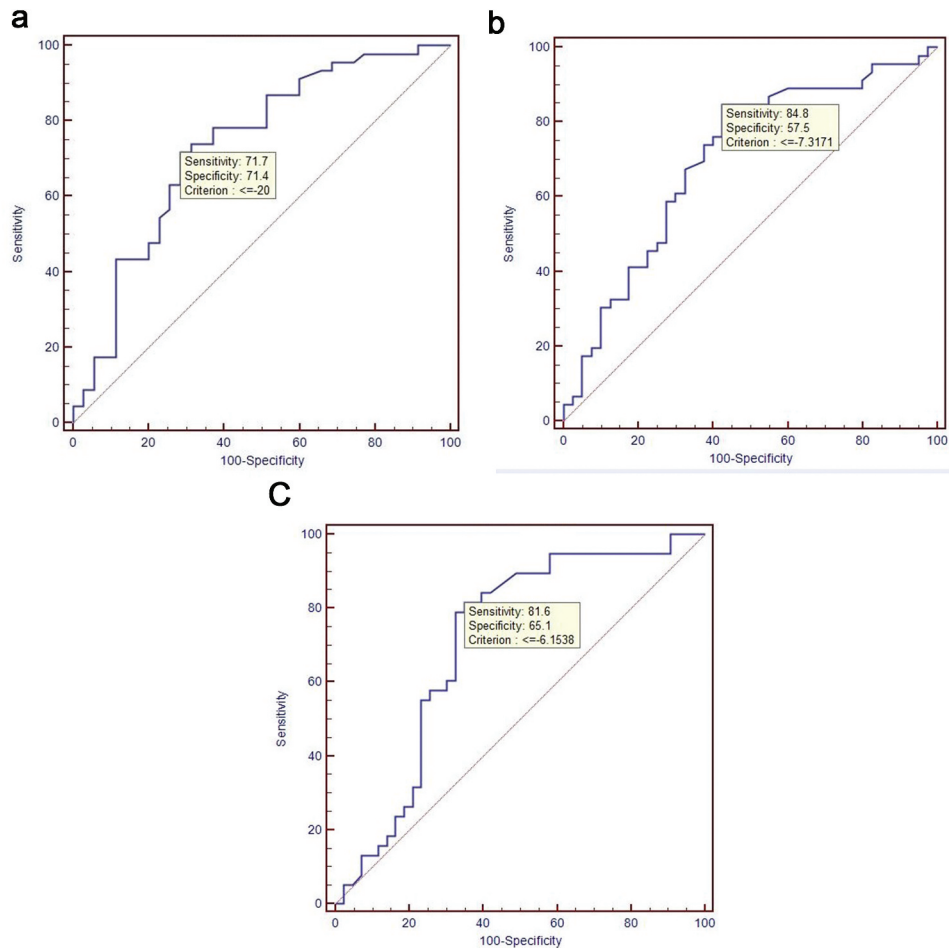 a
100
80
60
40
20
0
Sensitivity
Sensitivity: 71.7
Specificity: 71.4
Criterion : <=-20
0 20 40 60 80 100
100-Specificity
b
100
80
60
40
20
0
Sensitivity
Sensitivity: 84.8
Specificity: 57.5
Criterion : <=-7.3171
0 20 40 60 80 100
100-Specificity
C
100
80
60
40
20
0
Sensitivity
Sensitivity: 81.6
Specificity: 65.1
Criterion : <=-6.1538
0 20 40 60 80 100
100-Specificity